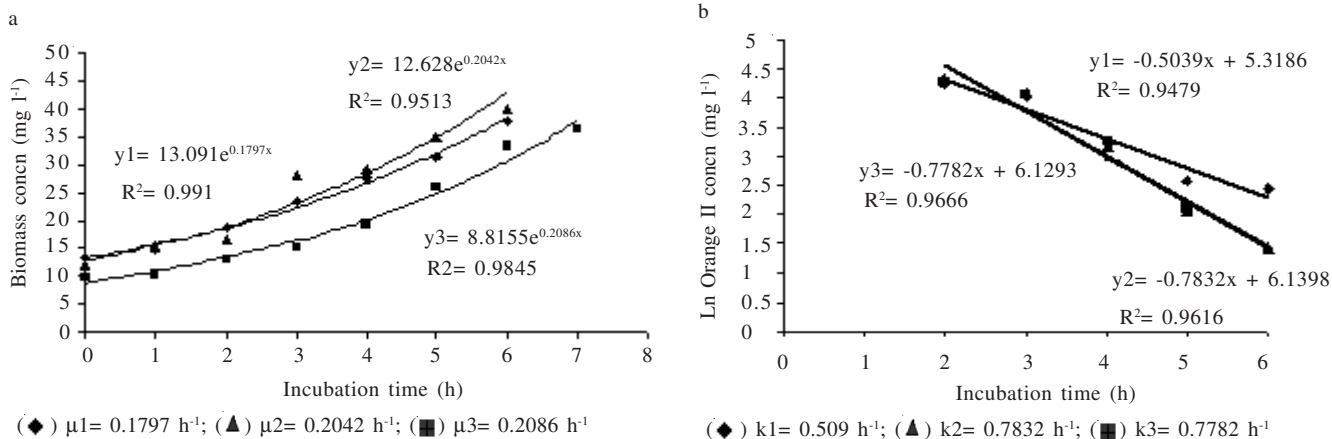 a
Biomass concn (mg l⁻¹)
50
45
40
35
30
25
20
15
10
5
0
0 1 2 3 4 5 6 7 8
Incubation time (h)
y2= 12.628e^0.2042x
R²= 0.9513
y1= 13.091e^0.1797x
R²= 0.991
y3= 8.8155e^0.2086x
R2= 0.9845
(◆) μ1= 0.1797 h⁻¹; (▲) μ2= 0.2042 h⁻¹; (■) μ3= 0.2086 h⁻¹
b
Ln Orange II concn (mg l⁻¹)
5
4.5
4
3.5
3
2.5
2
1.5
1
0.5
0
0 1 2 3 4 5 6
Incubation time (h)
y1= -0.5039x + 5.3186
R²= 0.9479
y3= -0.7782x + 6.1293
R²= 0.9666
y2= -0.7832x + 6.1398
R²= 0.9616
(◆) k1= 0.509 h⁻¹; (▲) k2= 0.7832 h⁻¹; (■) k3= 0.7782 h⁻¹